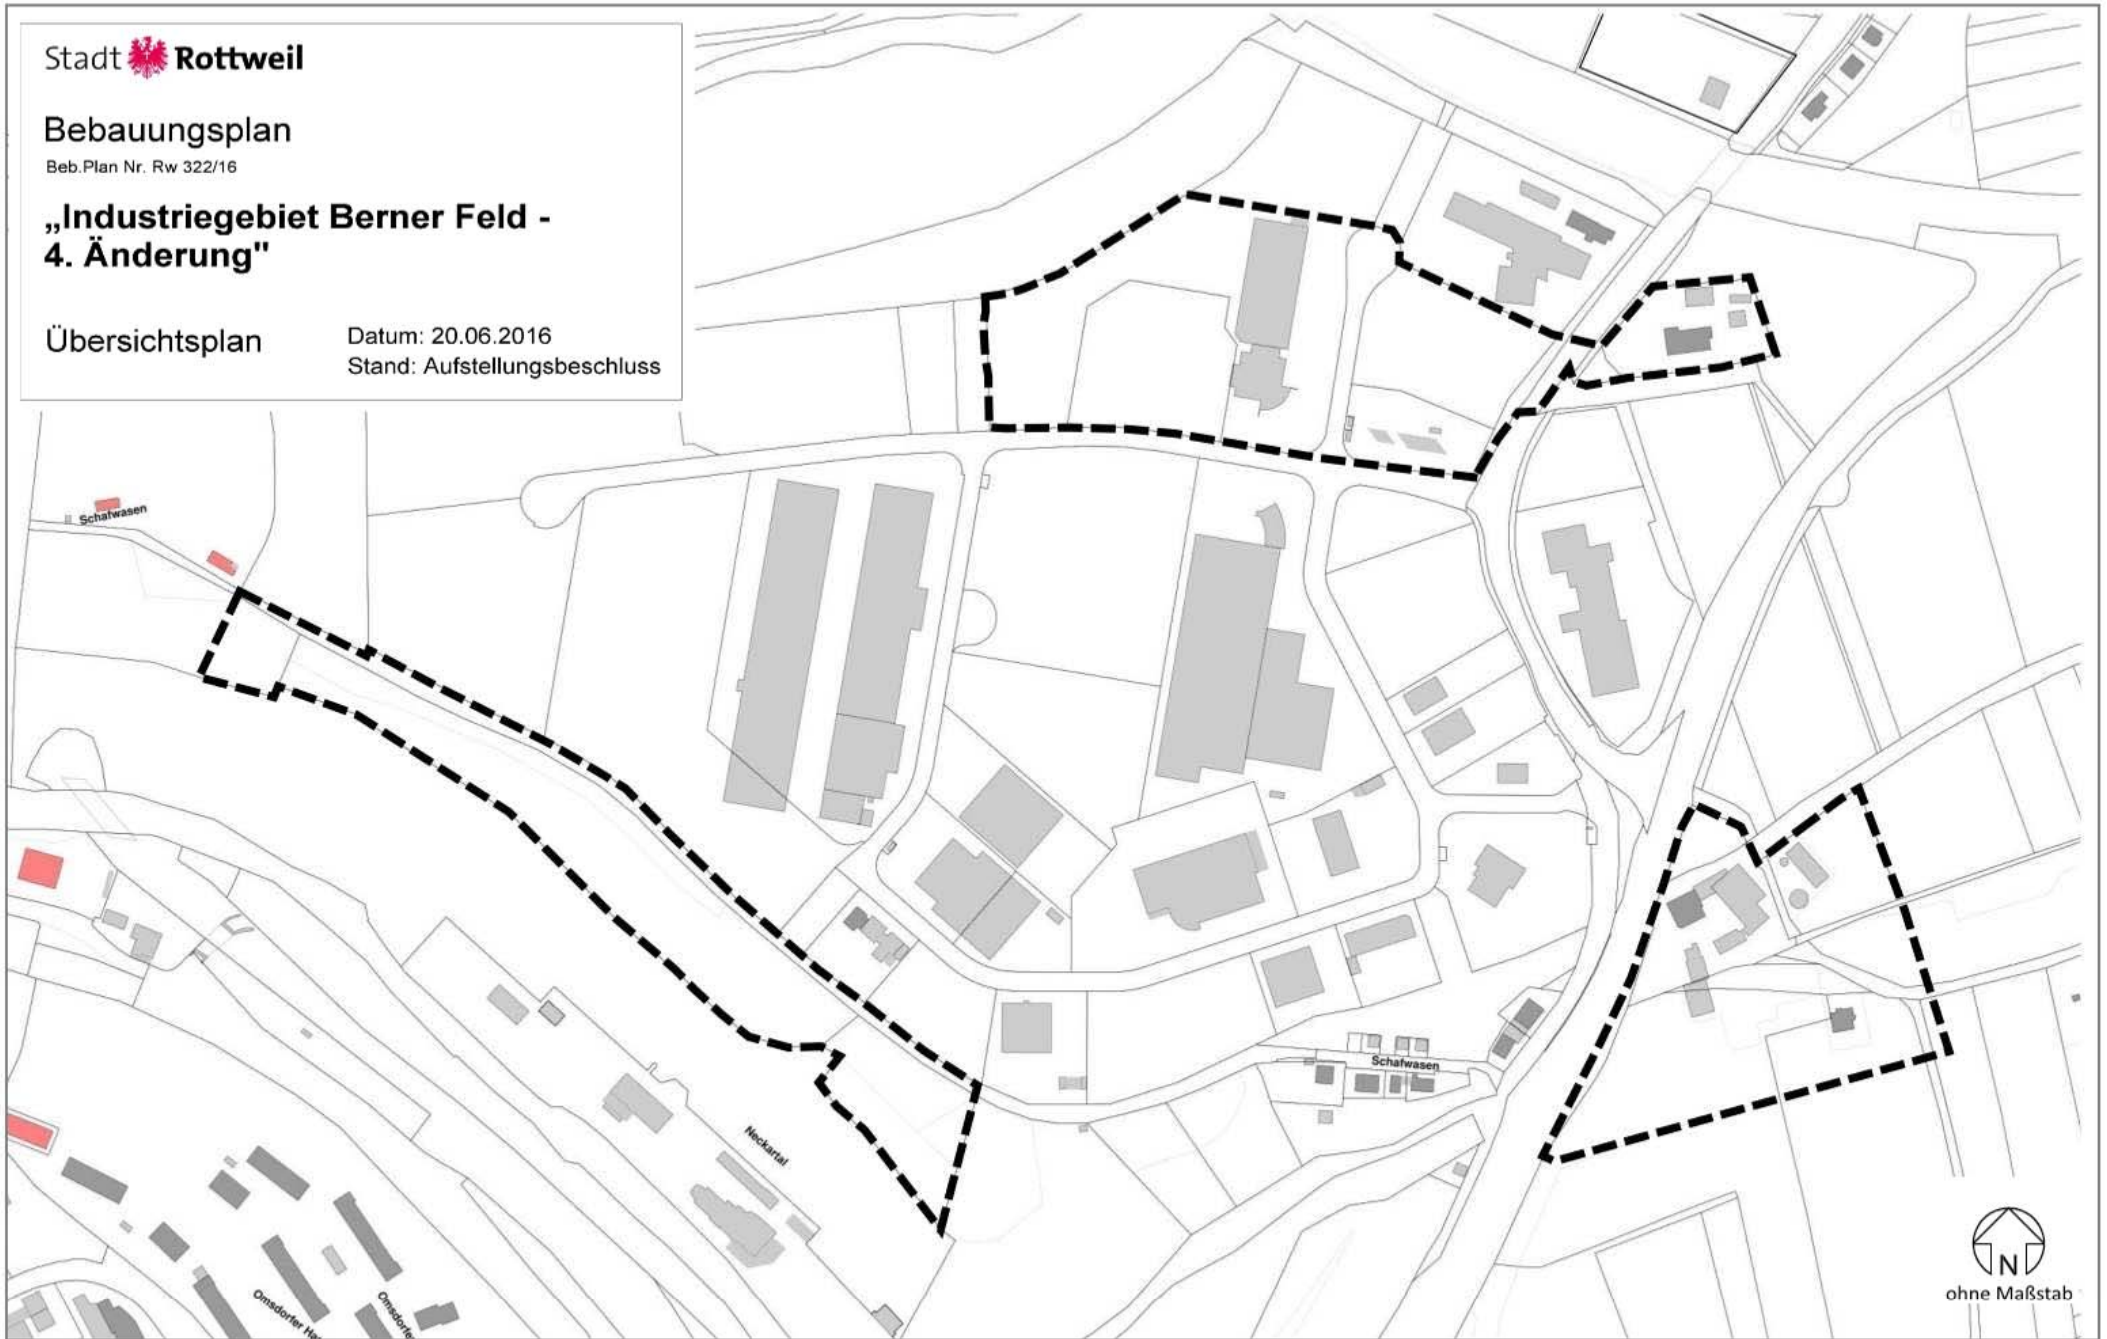 Stadt Rottweil
Bebauungsplan
Beb.Plan Nr. Rw 322/16
„Industriegebiet Berner Feld -
4. Änderung"
Übersichtsplan
Datum: 20.06.2016
Stand: Aufstellungsbeschluss
Schafwasen
Schafwasen
Neckartal
Omsdorfer
N
ohne Maßstab